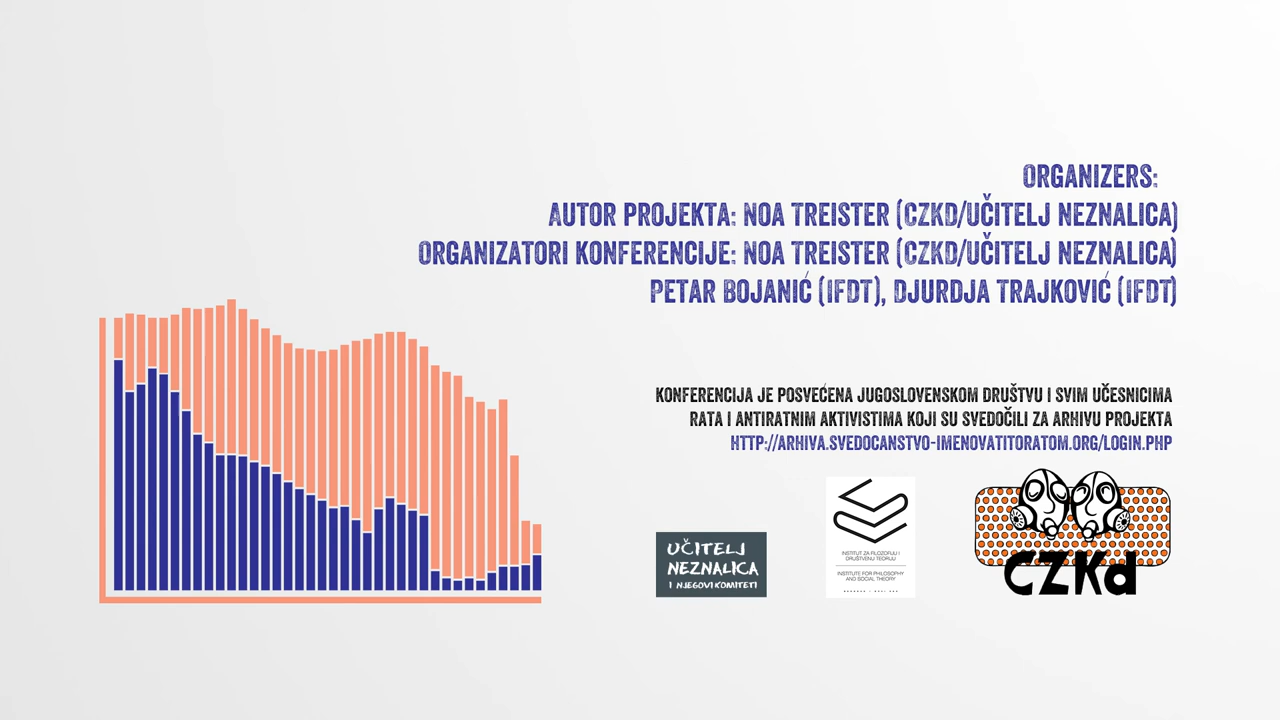 ORGANIZERS:
AUTOR PROJEKTA: NOA TREISTER (CZKD/UČITELJ NEZNALICA)
ORGANIZATORI KONFERENCIJE: NOA TREISTER (CZKD/UČITELJ NEZNALICA)
PETAR BOJANIĆ (IFDT), DJURDJA TRAJKOVIĆ (IFDT)
KONFERENCIJA JE POSVEĆENA JUGOSLOVENSKOM DRUŠTVU I SVIM UČESNICIMA
RATA I ANTIRATNIM AKTIVISTIMA KOJI SU SVEDOČILI ZA ARHIVU PROJEKTA
HTTP://ARHIVA.SVEDOCANSTVO-IMENOVATITORATOM.ORG/LOGIN.PHP
UČITELJ
NEZNALICA
I NJEGOVI KOMITETI
INSTITUT ZA FILOZOFIJU I
DRUŠTVENU TEORIJU
INSTITUTE FOR PHILOSOPHY
AND SOCIAL THEORY
CZKd